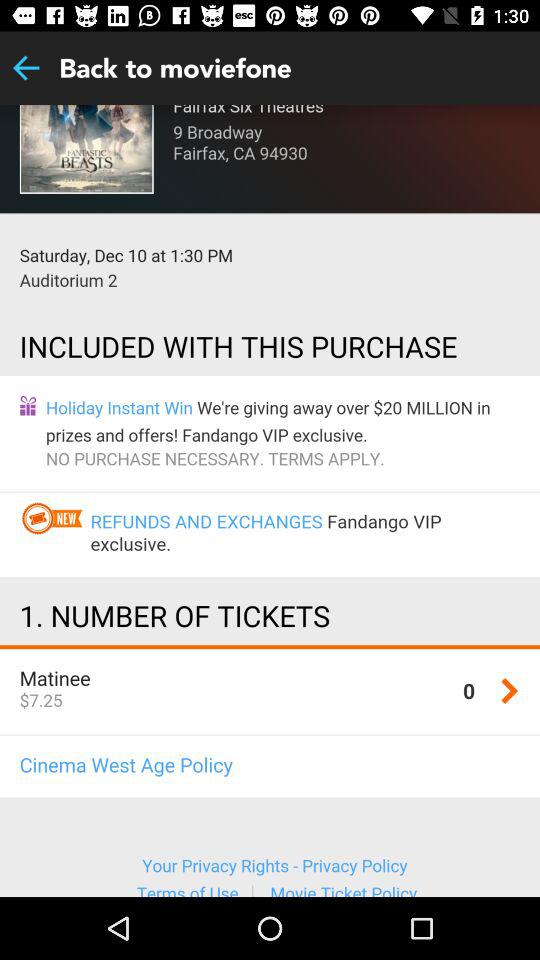 esc
1:30
Back to moviefone
FANTASTIC
BEASTS
Fairfax Six Theatres
9 Broadway
Fairfax, CA 94930
Saturday, Dec 10 at 1:30 PM
Auditorium 2
INCLUDED WITH THIS PURCHASE
Holiday Instant Win We're giving away over $20 MILLION in
prizes and offers! Fandango VIP exclusive.
NO PURCHASE NECESSARY. TERMS APPLY.
NEW
REFUNDS AND EXCHANGES Fandango VIP
exclusive.
1. NUMBER OF TICKETS
Matinee
$7.25
0
Cinema West Age Policy
Your Privacy Rights - Privacy Policy
Terms of Use | Movie Ticket Policy